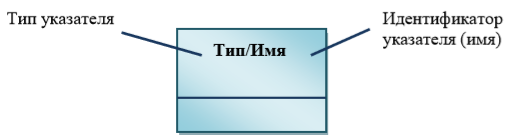 Тип указателя
Тип/Имя
Идентификатор
указателя (имя)